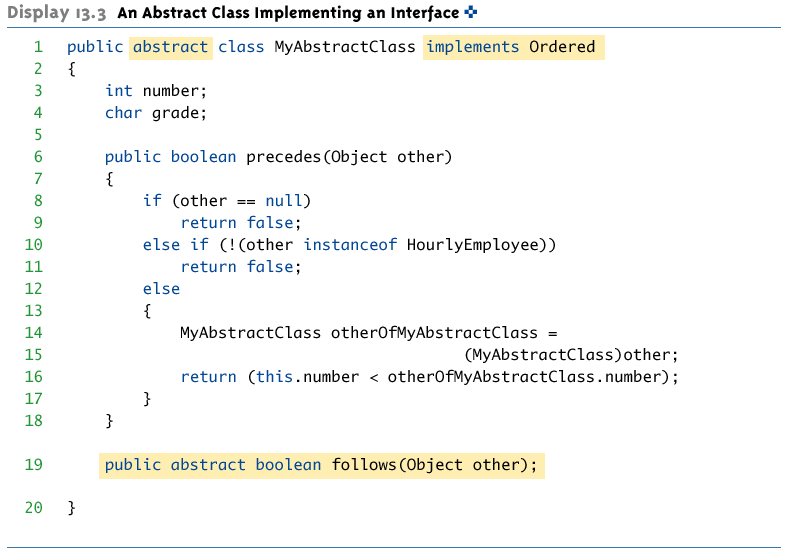 Display 13.3 An Abstract Class Implementing an Interface ✜
1 public abstract class MyAbstractClass implements Ordered
2 {
3     int number;
4     char grade;
5
6     public boolean precedes(Object other)
7     {
8         if (other == null)
9             return false;
10         else if (!(other instanceof HourlyEmployee))
11             return false;
12         else
13         {
14             MyAbstractClass otherOfMyAbstractClass =
15                                            (MyAbstractClass)other;
16             return (this.number < otherOfMyAbstractClass.number);
17         }
18     }
19     public abstract boolean follows(Object other);
20 }